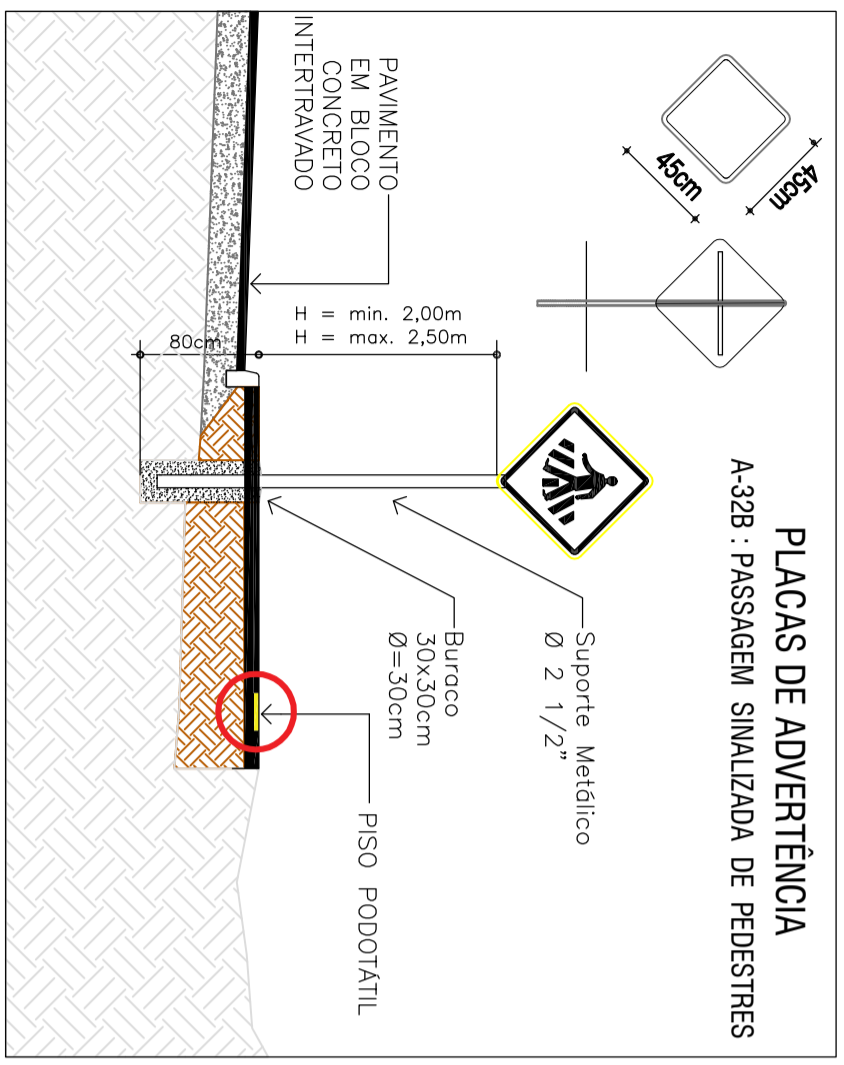 PLACAS DE ADVERTÊNCIA
A-32B : PASSAGEM SINALIZADA DE PEDESTRES
45cm
45cm
Suporte Metálico
Ø 2 1/2"
Buraco
30x30cm
Ø=30cm
H = min. 2,00m
H = max. 2,50m
80cm
PAVIMENTO
EM BLOCO
CONCRETO
INTERTRAVADO
PISO PODOTÁTIL